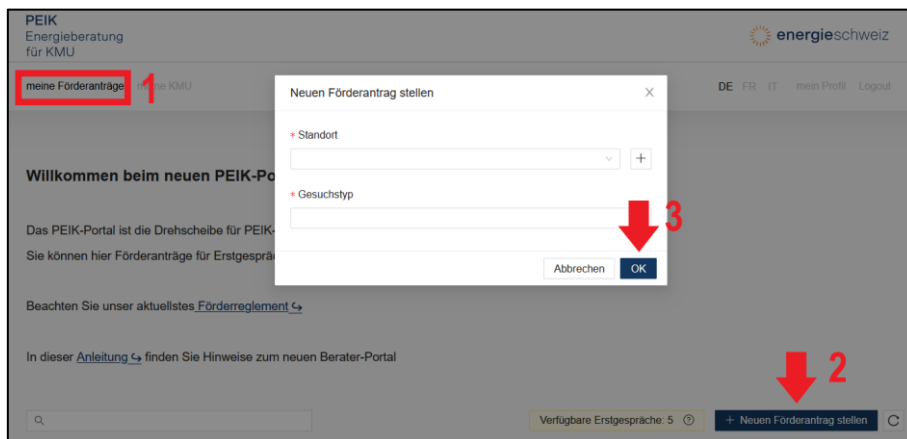 PEIK
Energieberatung
für KMU
energieschweiz
meine Förderanträge
1
meine KMU
DE FR IT mein Profil Logout
Neuen Förderantrag stellen
* Standort
+
* Gesuchstyp
3
Abbrechen OK
Willkommen beim neuen PEIK-Po
Das PEIK-Portal ist die Drehscheibe für PEIK-
Sie können hier Förderanträge für Erstgesprä
Beachten Sie unser aktuellstes Förderreglement
In dieser Anleitung finden Sie Hinweise zum neuen Berater-Portal
2
Verfügbare Erstgespräche: 5 ?
+ Neuen Förderantrag stellen